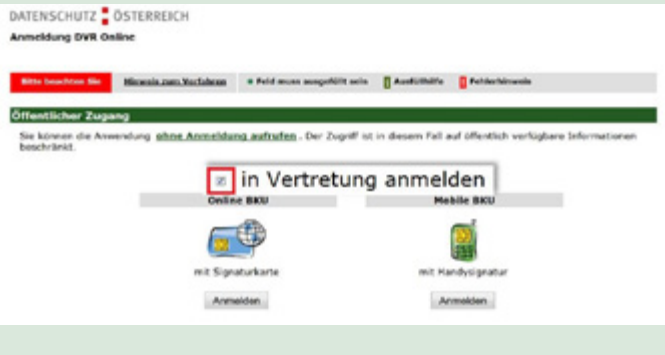 DATENSCHUTZ ÖSTERREICH
Anmeldung DVR Online
Bitte beachten Sie Hinweis zum Verfahren Feld muss ausgefüllt sein Ausfüllhilfe Fehlerhinweis
Öffentlicher Zugang
Sie können die Anwendung ohne Anmeldung aufrufen . Der Zugriff ist in diesem Fall auf öffentlich verfügbare Informationen
beschränkt.
in Vertretung anmelden
Online BKU Mobile BKU
mit Signaturkarte mit Handysignatur
Anmelden Anmelden